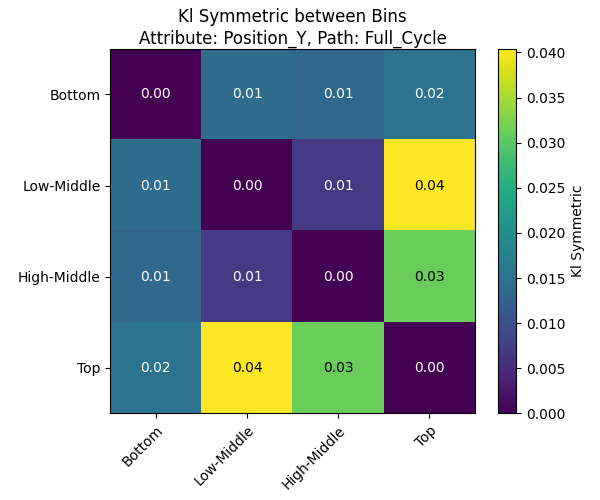 Kl Symmetric between Bins
Attribute: Position_Y, Path: Full_Cycle
Bottom 0.00 0.01 0.01 0.02
Low-Middle 0.01 0.00 0.01 0.04
High-Middle 0.01 0.01 0.00 0.03
Top 0.02 0.04 0.03 0.00
Bottom Low-Middle High-Middle Top
0.040
0.035
0.030
0.025
0.020
0.015
0.010
0.005
0.000
Kl Symmetric